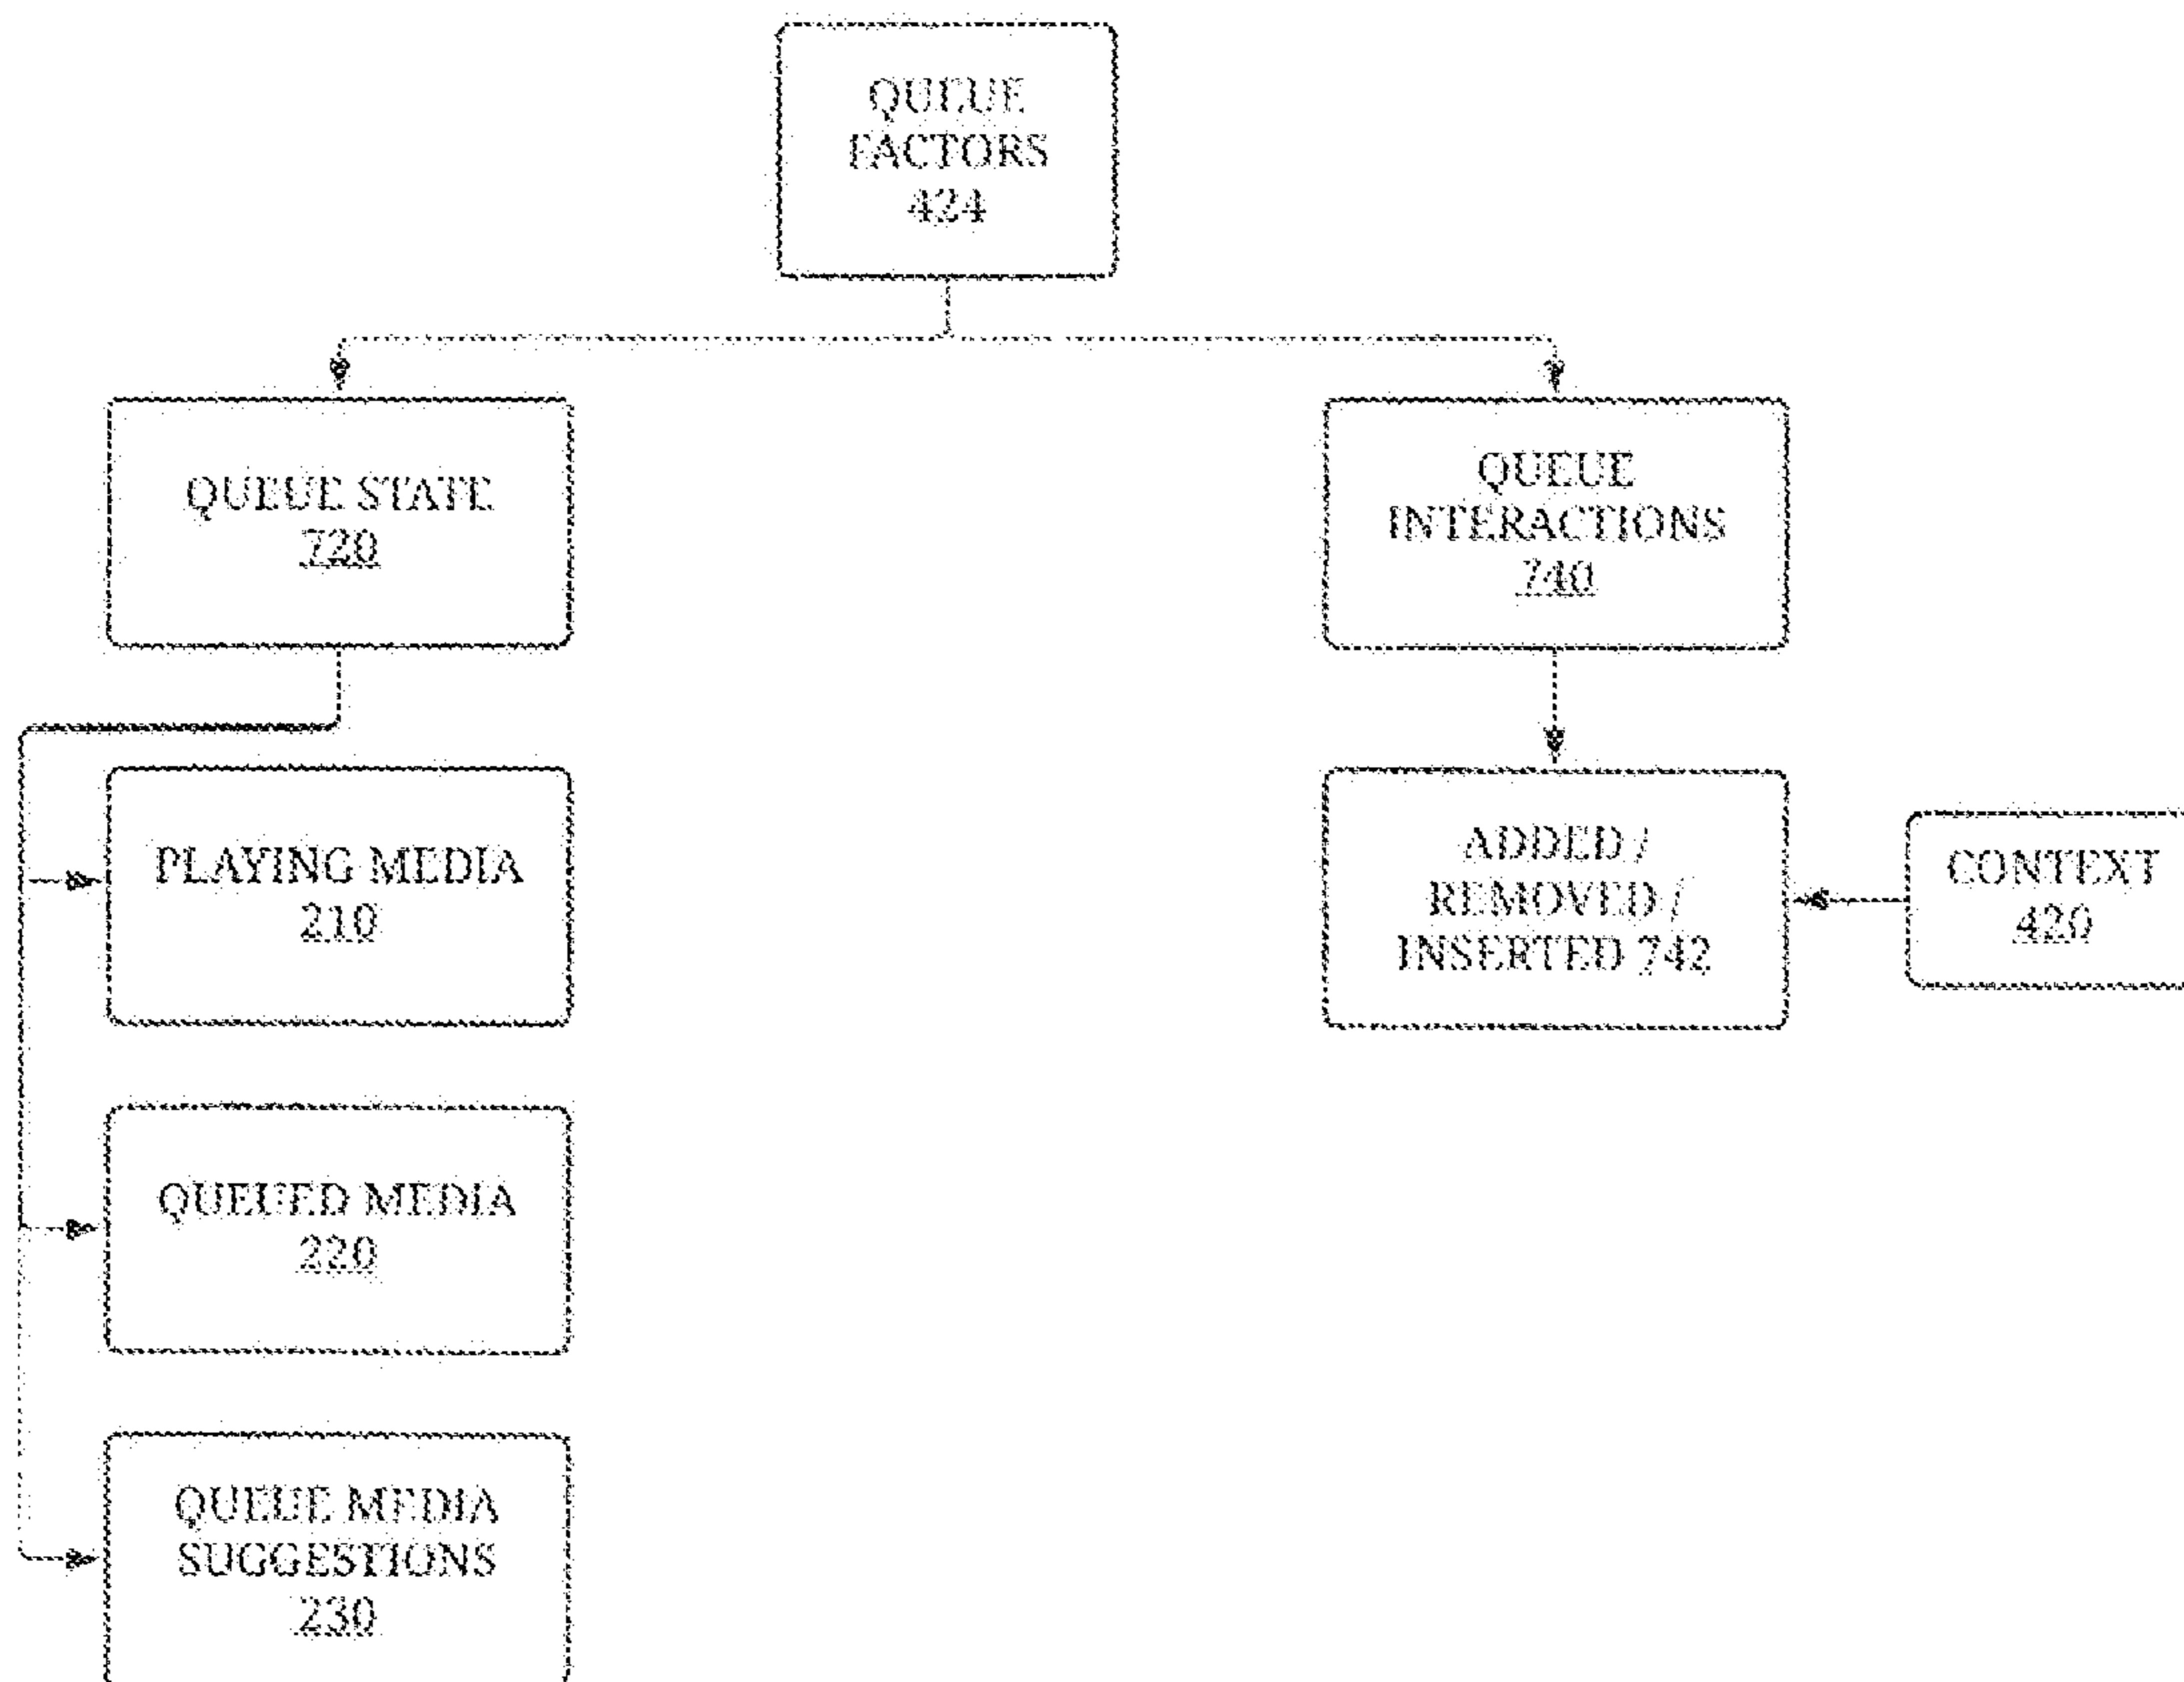 QUEUE
FACTORS
424
QUEUE STATE
720
QUEUE
INTERACTIONS
740
PLAYING MEDIA
210
ADDED /
REMOVED /
INSERTED 742
CONTEXT
420
QUEUED MEDIA
220
QUEUE MEDIA
SUGGESTIONS
230